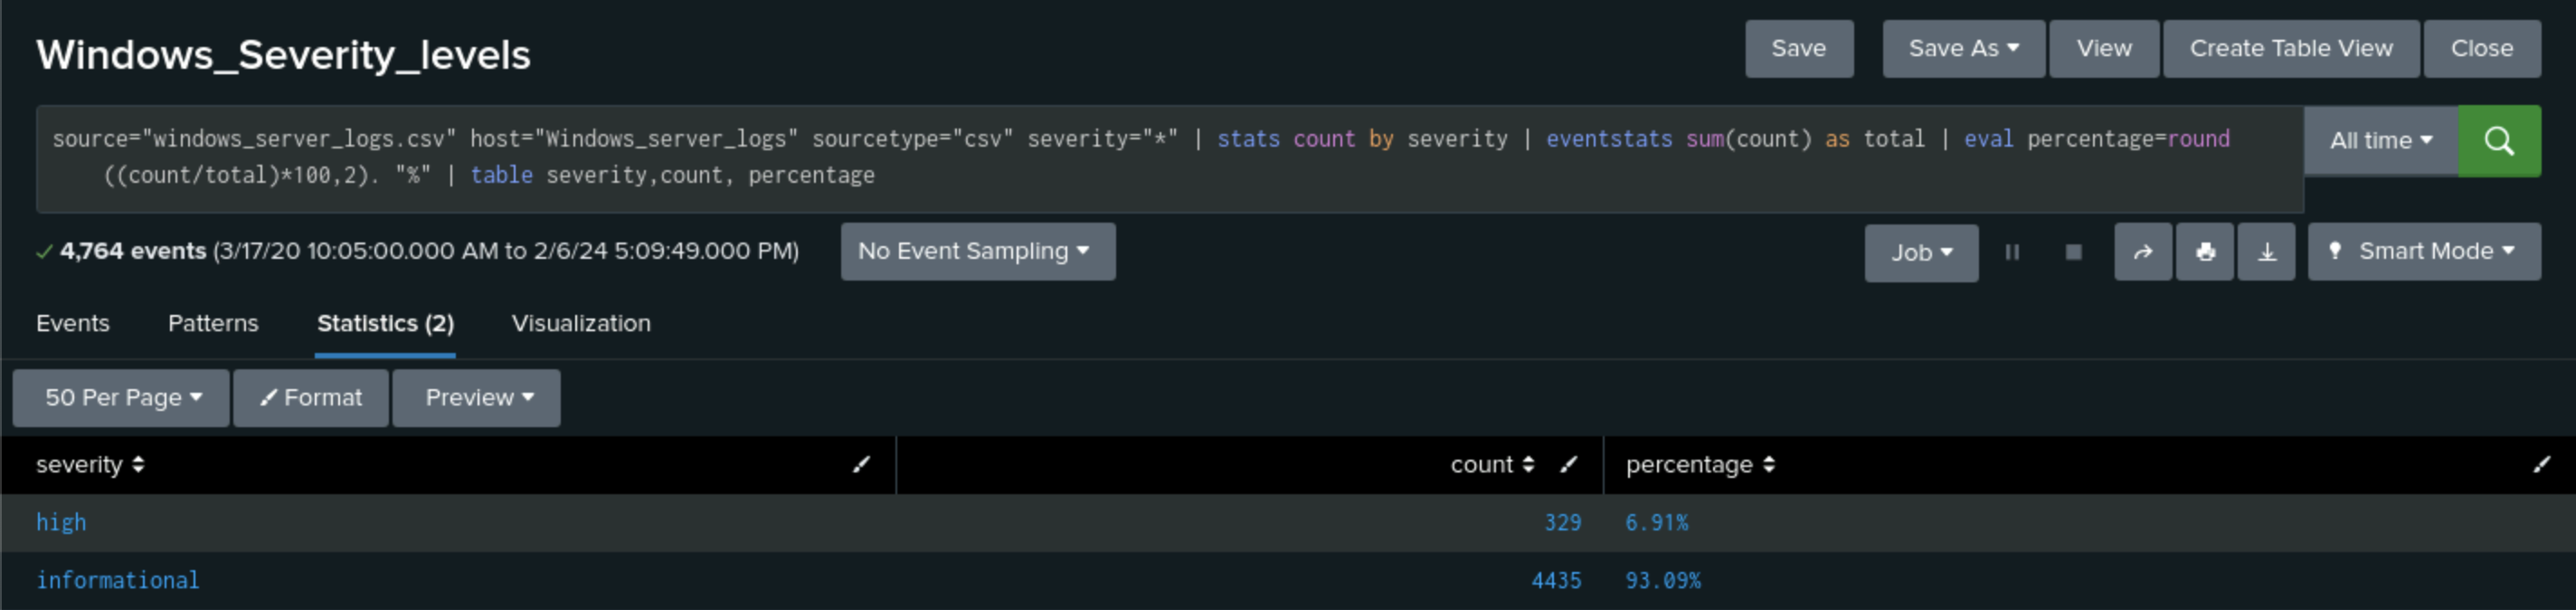 Windows_Severity_levels
Save
Save As
View
Create Table View
Close
source="windows_server_logs.csv" host="Windows_server_logs" sourcetype="csv" severity="*" | stats count by severity | eventstats sum(count) as total | eval percentage=round
((count/total)*100,2). "%" | table severity,count, percentage
All time
4,764 events (3/17/20 10:05:00.000 AM to 2/6/24 5:09:49.000 PM)
No Event Sampling
Job
Smart Mode
Events
Patterns
Statistics (2)
Visualization
50 Per Page
Format
Preview
severity count percentage
high 329 6.91%
informational 4435 93.09%